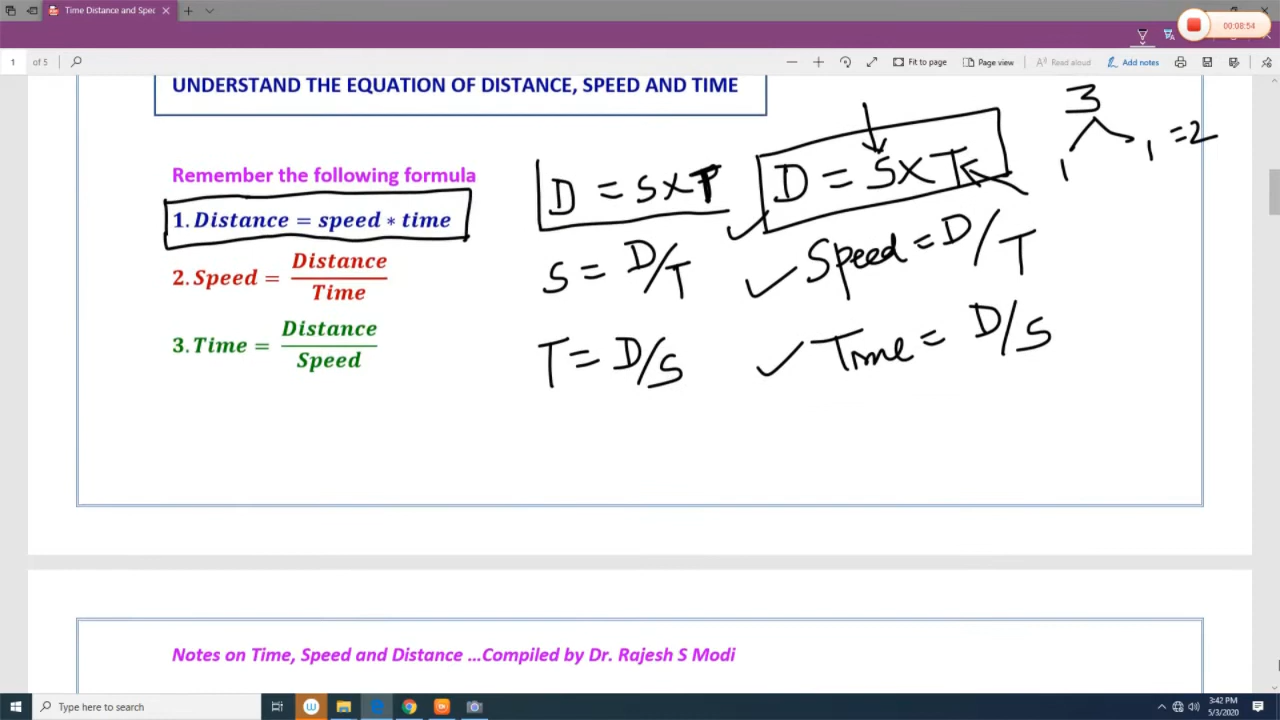 Time Distance and Spee
00:08:54
1 of 5
Fit to page
Page view
Read aloud
Add notes
UNDERSTAND THE EQUATION OF DISTANCE, SPEED AND TIME
Remember the following formula
1. Distance = speed * time
2. Speed = Distance / Time
3. Time = Distance / Speed
D = S X T
S = D/T
T = D/S
D = S X T
Speed = D/T
Time = D/S
3
1 1 = 2
Notes on Time, Speed and Distance ...Compiled by Dr. Rajesh S Modi
Type here to search
3:42 PM
5/3/2020